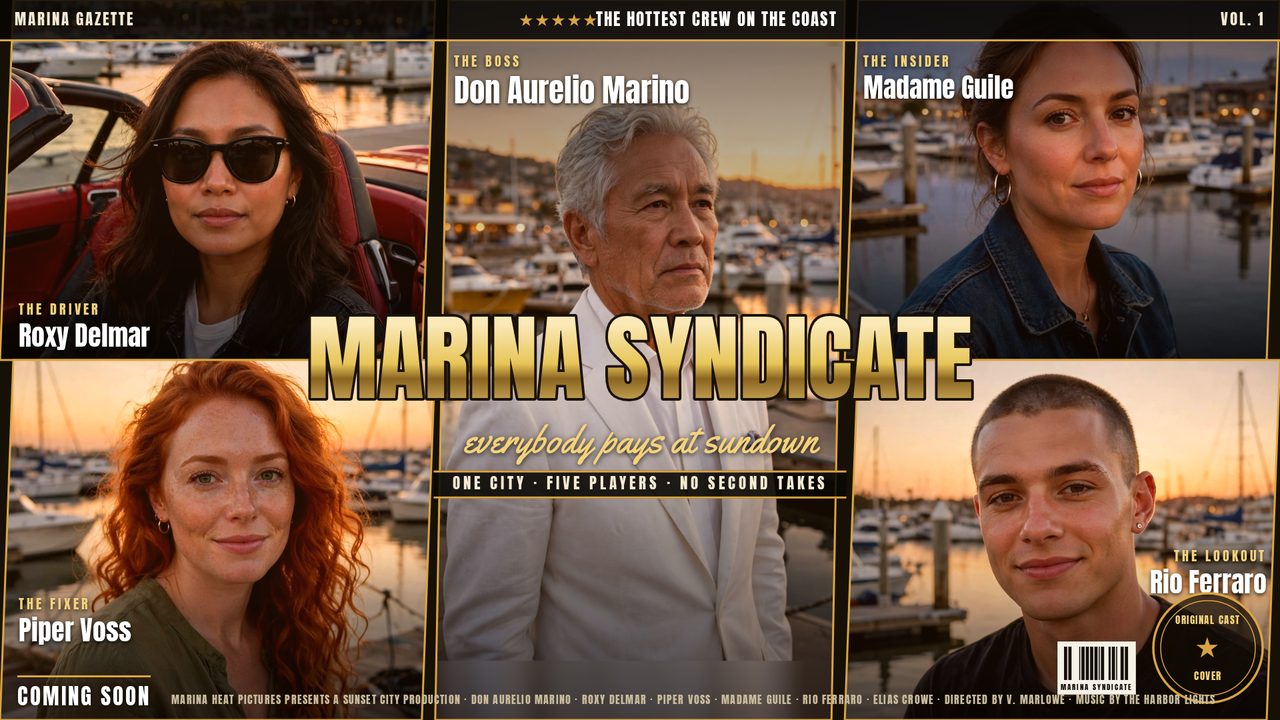 MARINA GAZETTE
★★★★★THE HOTTEST CREW ON THE COAST
VOL. 1
THE BOSS
Don Aurelio Marino
THE INSIDER
Madame Guile
THE DRIVER
Roxy Delmar
MARINA SYNDICATE
everybody pays at sundown
ONE CITY · FIVE PLAYERS · NO SECOND TAKES
THE FIXER
Piper Voss
THE LOOKOUT
Rio Ferraro
ORIGINAL CAST
★
COVER
MARINA SYNDICATE
COMING SOON
MARINA HEAT PICTURES PRESENTS A SUNSET CITY PRODUCTION · DON AURELIO MARINO · ROXY DELMAR · PIPER VOSS · MADAME GUILE · RIO FERRARO · ELIAS CROWE · DIRECTED BY V. MARLOWE · MUSIC BY THE HARBOR LIGHTS